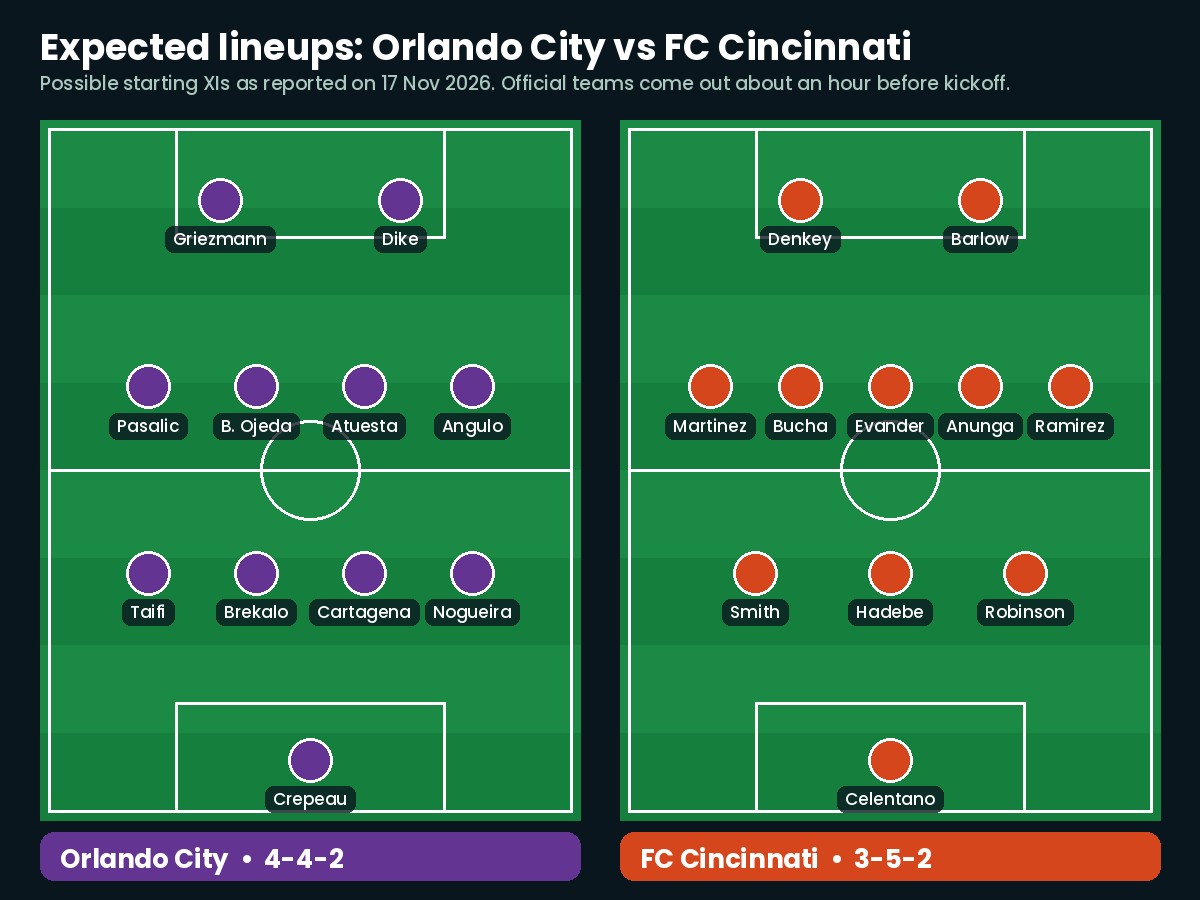 Expected lineups: Orlando City vs FC Cincinnati
Possible starting XIs as reported on 17 Nov 2026. Official teams come out about an hour before kickoff.
Griezmann Dike
Pasalic B. Ojeda Atuesta Angulo
Taifi Brekalo Cartagena Nogueira
Crepeau
Orlando City • 4-4-2
Denkey Barlow
Martinez Bucha Evander Anunga Ramirez
Smith Hadebe Robinson
Celentano
FC Cincinnati • 3-5-2